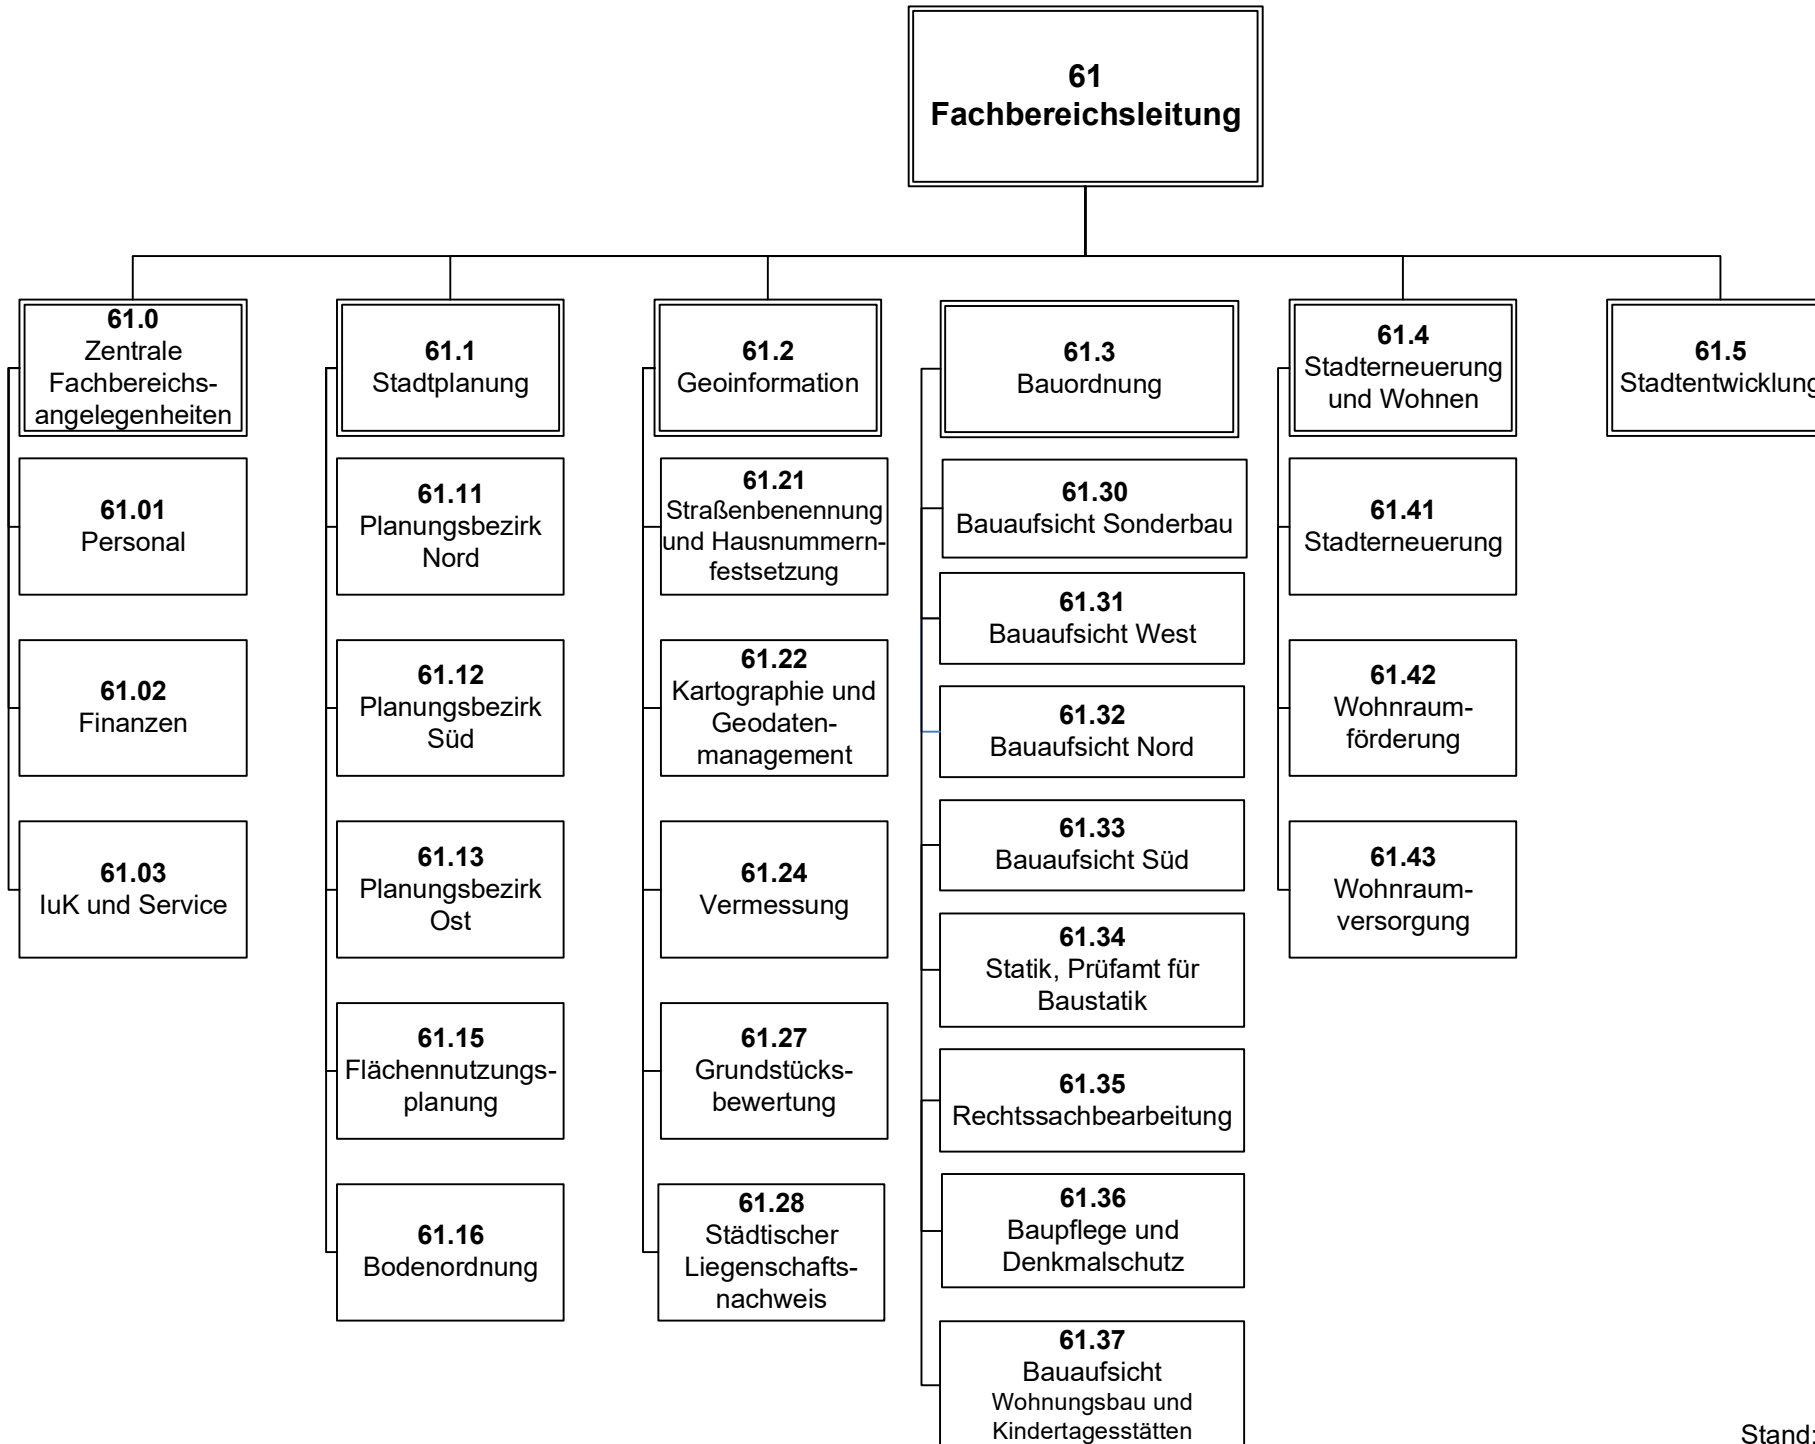 61
Fachbereichsleitung
61.0
Zentrale
Fachbereichs-
angelegenheiten
61.01
Personal
61.02
Finanzen
61.03
IuK und Service
61.1
Stadtplanung
61.11
Planungsbezirk
Nord
61.12
Planungsbezirk
Süd
61.13
Planungsbezirk
Ost
61.15
Flächennutzungs-
planung
61.16
Bodenordnung
61.2
Geoinformation
61.21
Straßenbenennung
und Hausnummern-
festsetzung
61.22
Kartographie und
Geodaten-
management
61.24
Vermessung
61.27
Grundstücks-
bewertung
61.28
Städtischer
Liegenschafts-
nachweis
61.3
Bauordnung
61.30
Bauaufsicht Sonderbau
61.31
Bauaufsicht West
61.32
Bauaufsicht Nord
61.33
Bauaufsicht Süd
61.34
Statik, Prüfamt für
Baustatik
61.35
Rechtssachbearbeitung
61.36
Baupflege und
Denkmalschutz
61.37
Bauaufsicht
Wohnungsbau und
Kindertagesstätten
61.4
Stadterneuerung
und Wohnen
61.41
Stadterneuerung
61.42
Wohnraum-
förderung
61.43
Wohnraum-
versorgung
61.5
Stadtentwicklung
Stand: